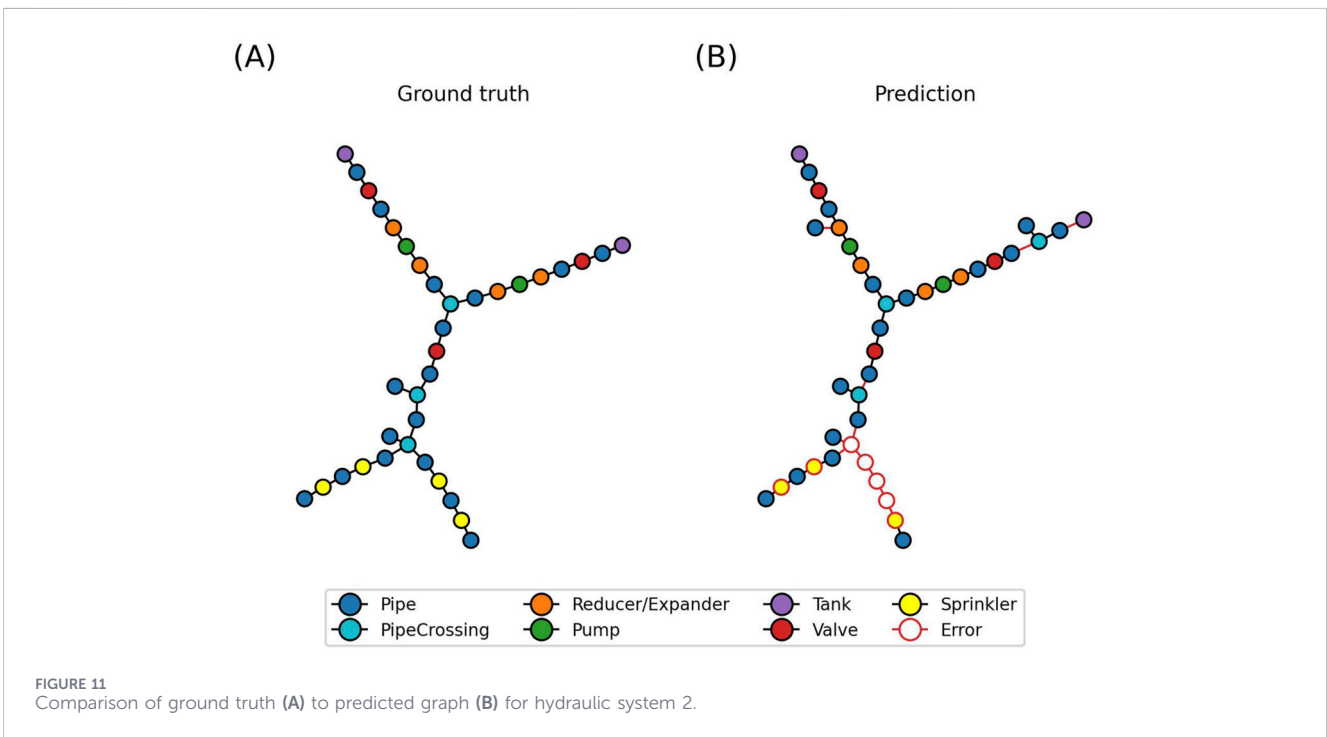 (A)
(B)
Ground truth
Prediction
Pipe
Reducer/Expander
Tank
Sprinkler
PipeCrossing
Pump
Valve
Error
FIGURE 11
Comparison of ground truth (A) to predicted graph (B) for hydraulic system 2.